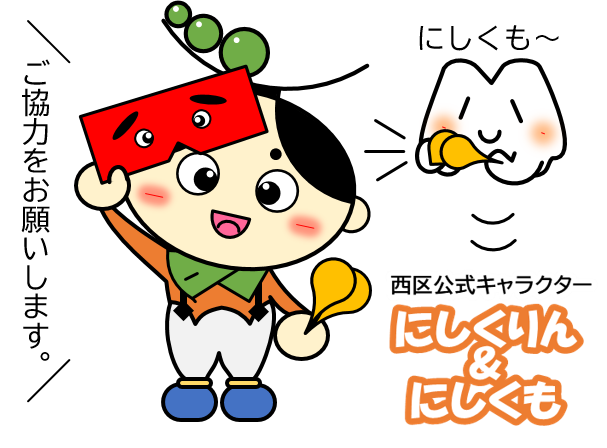 ご協力をお願いします。
にしくも～
西区公式キャラクター
にしくりん
&
にしくも